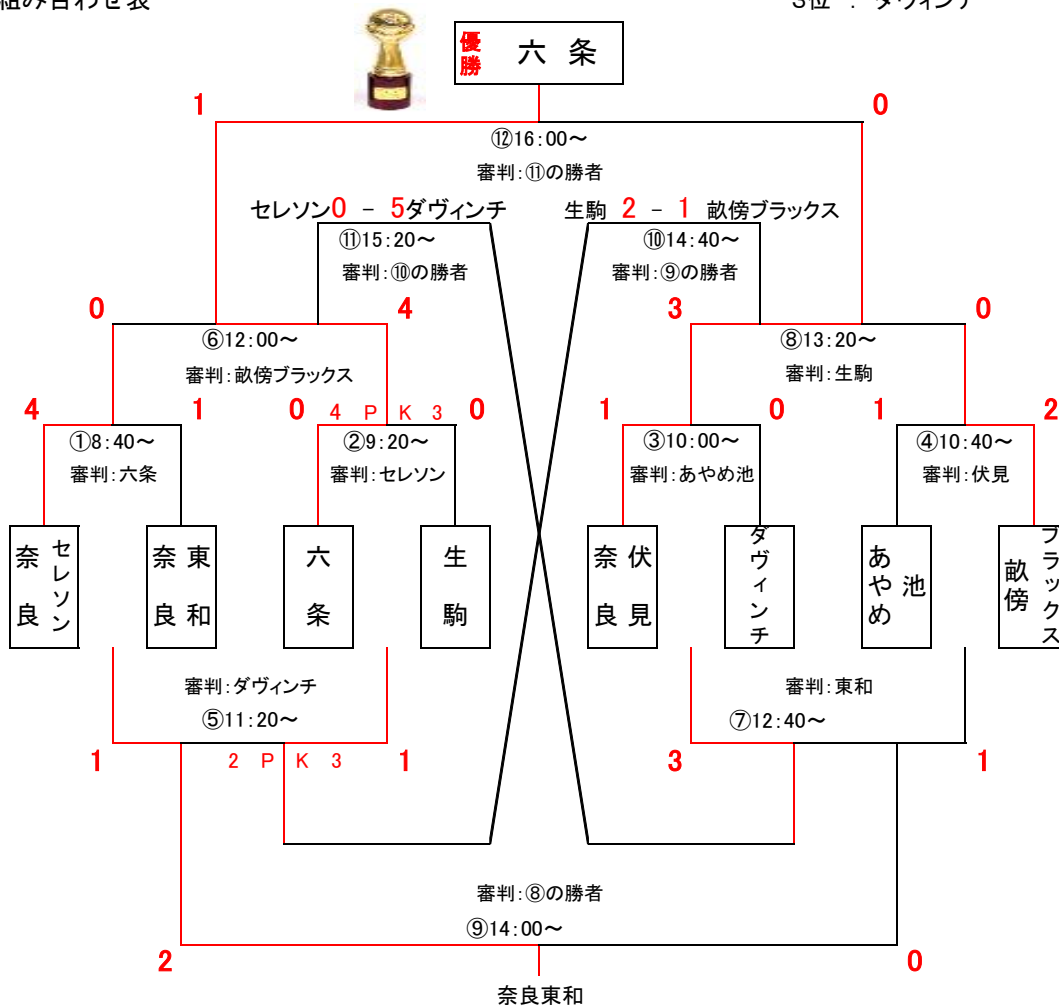 組み合わせ表
3位 : ダヴィンチ
優勝 六条
1 0
⑫16:00～
審判:⑪の勝者
セレソン0 - 5ダヴィンチ 生駒 2 - 1 畝傍ブラックス
⑪15:20～ ⑩14:40～
審判:⑩の勝者 審判:⑨の勝者
0 4 3 0
⑥12:00～ ⑧13:20～
審判:畝傍ブラックス 審判:生駒
4 1 0 4 P K 3 0 1 0 1 2
①8:40～ ②9:20～ ③10:00～ ④10:40～
審判:六条 審判:セレソン 審判:あやめ池 審判:伏見
奈良セレソン
奈良東和
六条
生駒
奈良伏見
ダヴィンチ
あやめ池
畝傍ブラックス
審判:ダヴィンチ 審判:東和
⑤11:20～ ⑦12:40～
1 2 P K 3 1 3 1
審判:⑧の勝者
⑨14:00～
2 0
奈良東和